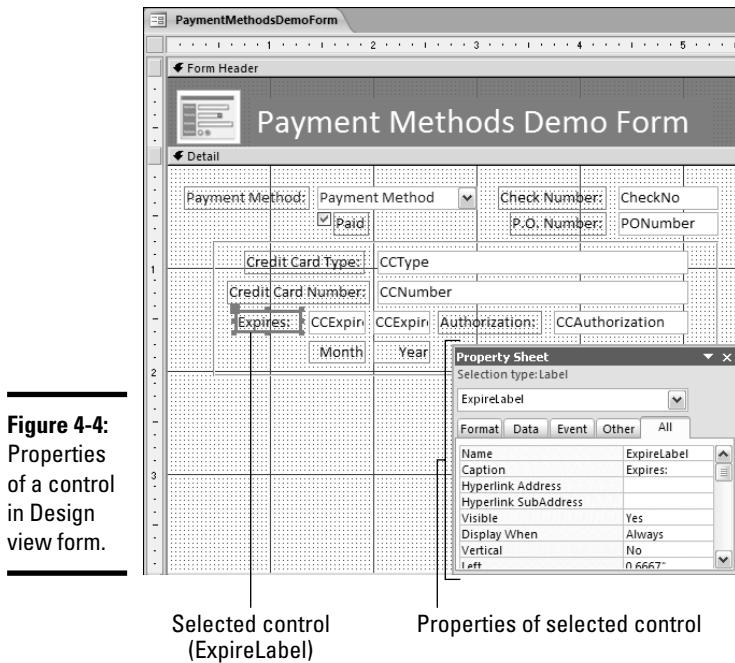 PaymentMethodsDemoForm
1 2 3 4 5
Form Header
Payment Methods Demo Form
Detail
Payment Method: Payment Method Check Number: CheckNo
Paid P.O. Number: PONumber
1
Credit Card Type: CCType
Credit Card Number: CCNumber
Expires: CCExpir CCExpir Authorization: CCAuthorization
Month Year
2
Property Sheet
Selection type: Label
ExpireLabel
Format Data Event Other All
Name ExpireLabel
Caption Expires:
Hyperlink Address
Hyperlink SubAddress
Visible Yes
Display When Always
Vertical No
Left 0.6667"
3
Figure 4-4:
Properties
of a control
in Design
view form.
Selected control
(ExpireLabel)
Properties of selected control